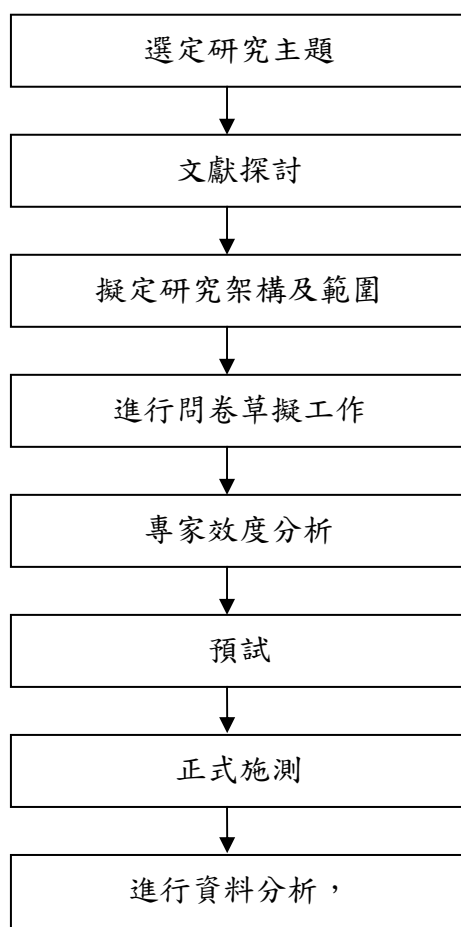 選定研究主題
文獻探討
擬定研究架構及範圍
進行問卷草擬工作
專家效度分析
預試
正式施測
進行資料分析，